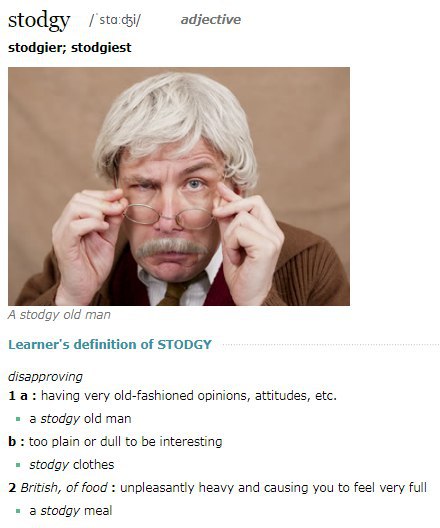 stodgy /ˈstɑːʤi/ adjective
stodgier; stodgiest
A stodgy old man
Learner's definition of STODGY
disapproving
1 a : having very old-fashioned opinions, attitudes, etc.
▪ a stodgy old man
b : too plain or dull to be interesting
▪ stodgy clothes
2 British, of food : unpleasantly heavy and causing you to feel very full
▪ a stodgy meal